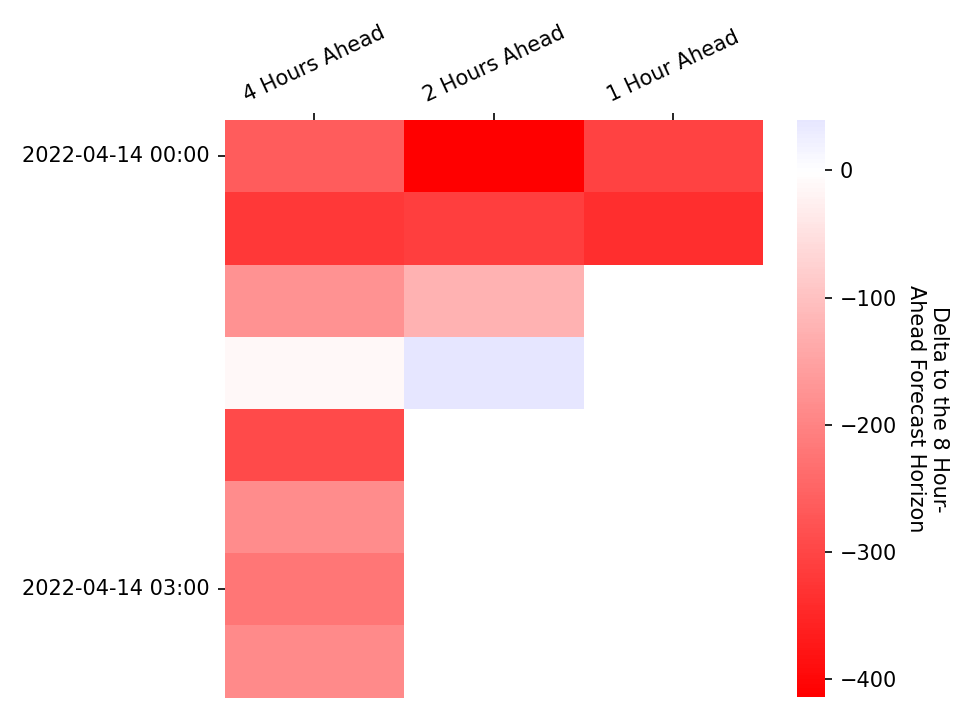 4 Hours Ahead
2 Hours Ahead
1 Hour Ahead
2022-04-14 00:00
2022-04-14 03:00
0
−100
−200
−300
−400
Delta to the 8 Hour-
Ahead Forecast Horizon